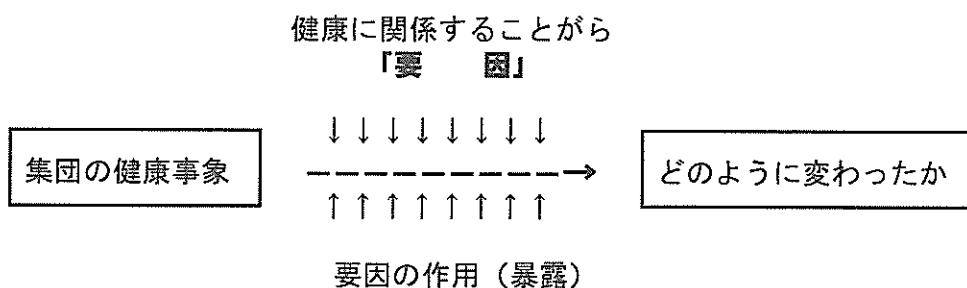 健康に関係することがら
「要 因」
↓ ↓ ↓ ↓ ↓ ↓ ↓ ↓
集団の健康事象
どのように変わったか
↑ ↑ ↑ ↑ ↑ ↑ ↑ ↑
要因の作用（暴露）